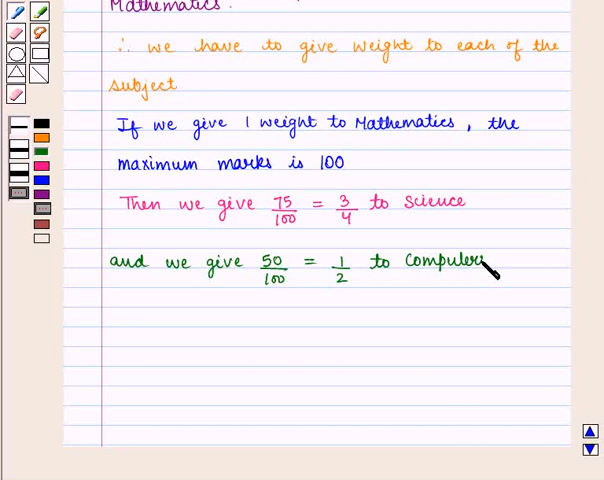 Mathematics.
∴ we have to give weight to each of the
subject
If we give 1 weight to Mathematics, the
maximum marks is 100
Then we give 75/100 = 3/4 to Science
and we give 50/100 = 1/2 to Computer